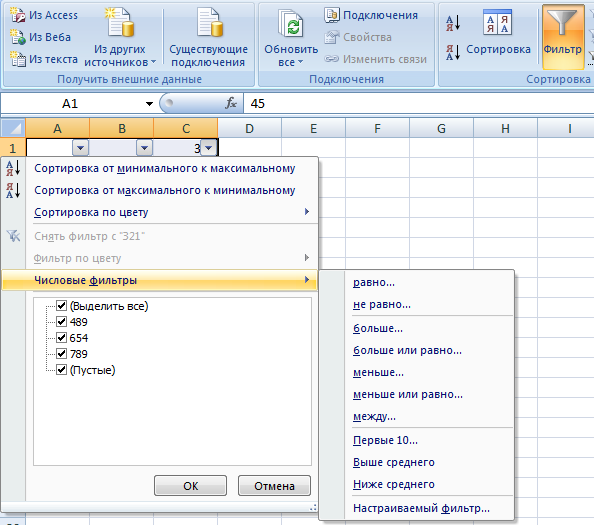 Из Access
Из Веба
Из текста
Из других источников
Существующие подключения
Получить внешние данные
Обновить все
Подключения
Свойства
Изменить связи
Подключения
Сортировка
Фильтр
Сортировка
A1
fx
45
A B C D E F G H I
1 3
Сортировка от минимального к максимальному
Сортировка от максимального к минимальному
Сортировка по цвету
Снять фильтр с "321"
Фильтр по цвету
Числовые фильтры
(Выделить все)
489
654
789
(Пустые)
OK Отмена
равно...
не равно...
больше...
больше или равно...
меньше...
меньше или равно...
между...
Первые 10...
Выше среднего
Ниже среднего
Настраиваемый фильтр...